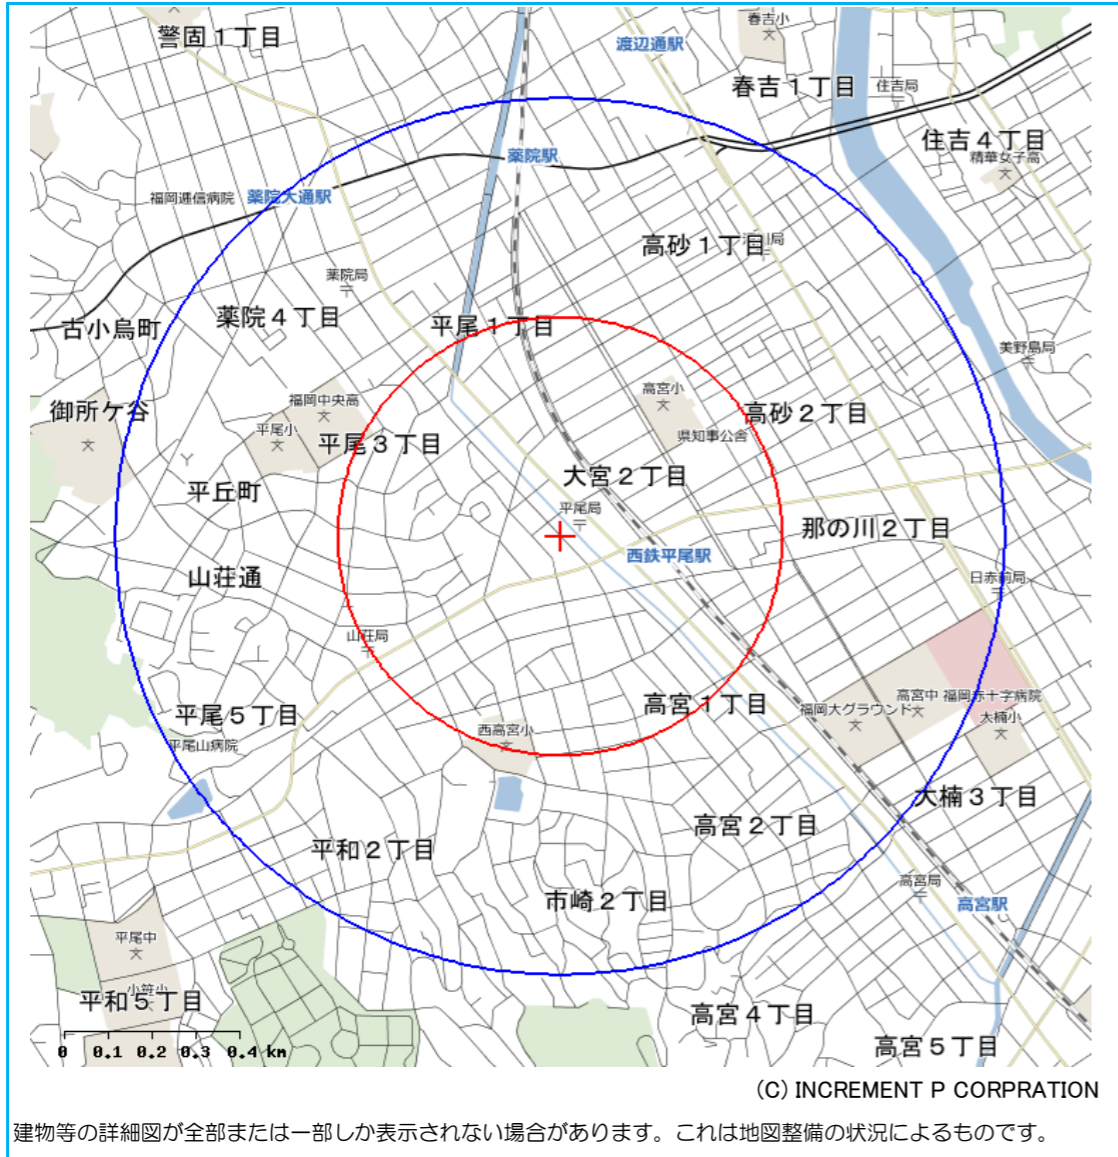 警固１丁目
春吉小
渡辺通駅
春吉１丁目
住吉局
住吉４丁目
精華女子高
薬院駅
福岡逓信病院
薬院大通駅
高砂１丁目
局
薬院局
薬院４丁目
平尾１丁目
古小烏町
美野島局
御所ケ谷
福岡中央高
高宮小
平尾小
平尾３丁目
高砂２丁目
県知事公舎
大宮２丁目
平丘町
平尾局
那の川２丁目
西鉄平尾駅
山荘通
日赤前局
山荘局
高宮１丁目
高宮中
福岡赤十字病院
福岡大グラウンド
大楠小
平尾５丁目
西高宮小
平尾山病院
大楠３丁目
高宮２丁目
平和２丁目
高宮局
市崎２丁目
高宮駅
平尾中
小笹小
平和５丁目
高宮４丁目
高宮５丁目
0 0.1 0.2 0.3 0.4 km
(C) INCREMENT P CORPRATION
建物等の詳細図が全部または一部しか表示されない場合があります。これは地図整備の状況によるものです。